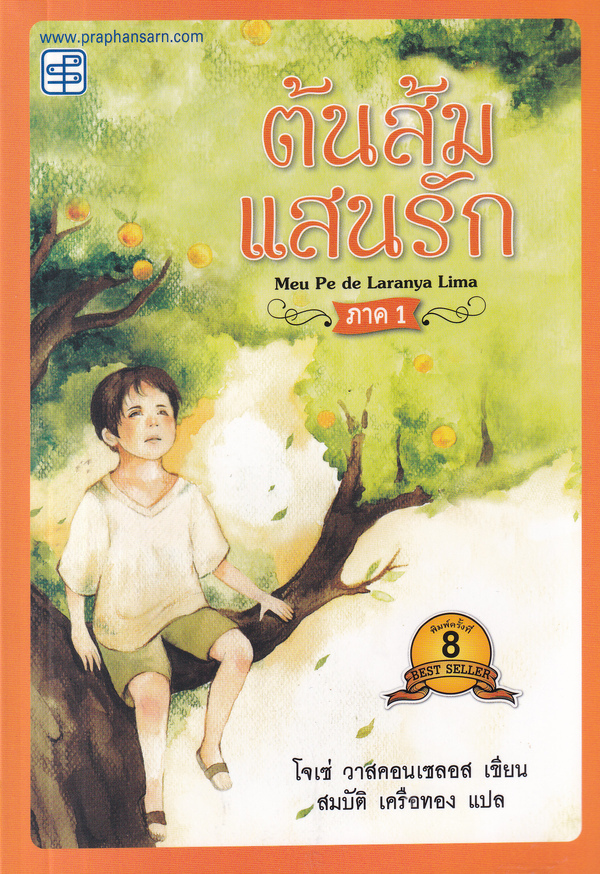 www.praphansarn.com
ต้นส้ม
แสนรัก
Meu Pe de Laranya Lima
ภาค 1
พิมพ์ครั้งที่
8
BEST SELLER
โจเซ่ วาสคอนเซลอส เขียน
สมบัติ เครือทอง แปล